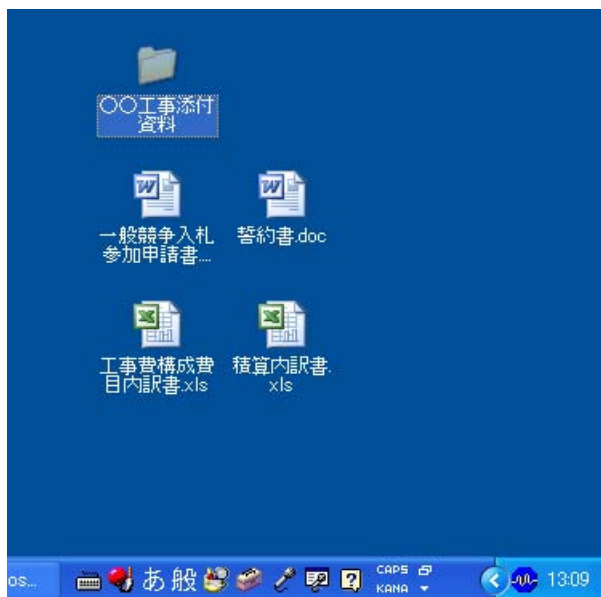 〇〇工事添付
資料
一般競争入札
参加申請書...
誓約書.doc
工事費構成費
目内訳書.xls
積算内訳書.
xls
os...
あ 般
CAPS
KANA
13:09